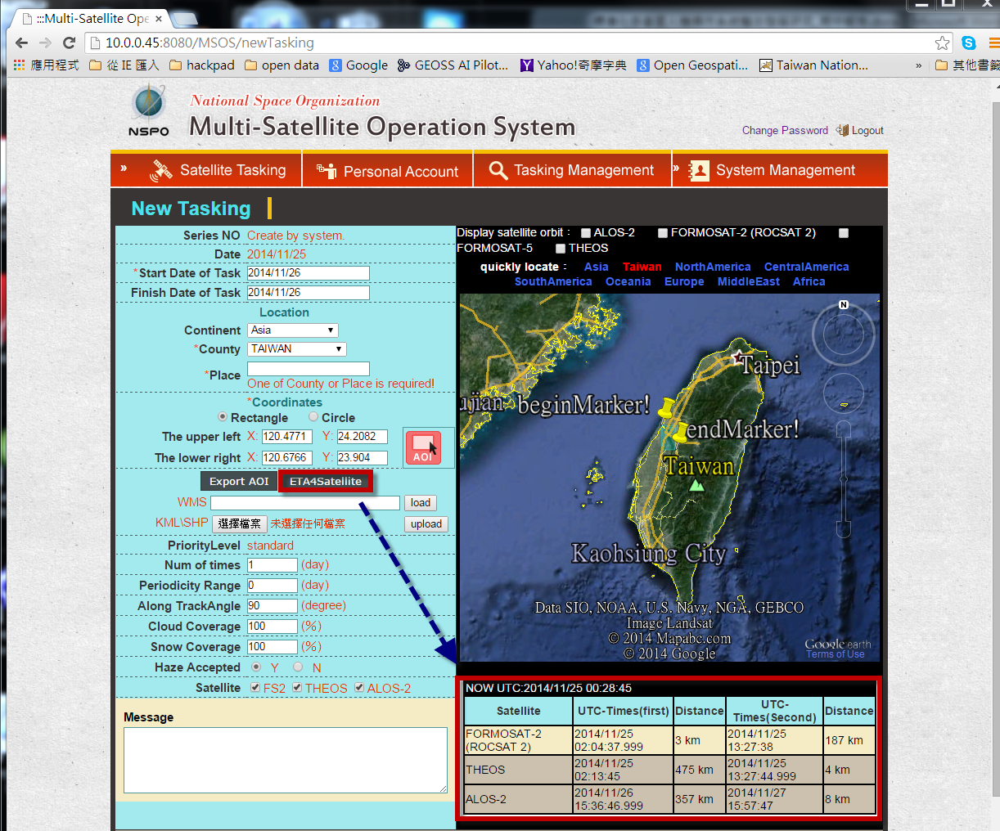 :::Multi-Satellite Ope
10.0.0.45:8080/MSOS/newTasking
應用程式 從 IE 匯入 hackpad open data Google GEOSS AI Pilot... Yahoo!奇摩字典 Open Geospati... Taiwan Nation... » 其他書籤
NSPO
National Space Organization
Multi-Satellite Operation System
Change Password Logout
» Satellite Tasking Personal Account Tasking Management » System Management
New Tasking
Series NO Create by system.
Date 2014/11/25
*Start Date of Task 2014/11/26
Finish Date of Task 2014/11/26
Location
Continent Asia
*County TAIWAN
*Place
One of County or Place is required!
*Coordinates
Rectangle Circle
The upper left X: 120.4771 Y: 24.2082
The lower right X: 120.6766 Y: 23.904
AOI
Export AOI ETA4Satellite
WMS load
KML\SHP 選擇檔案 未選擇任何檔案 upload
PriorityLevel standard
Num of times 1 (day)
Periodicity Range 0 (day)
Along TrackAngle 90 (degree)
Cloud Coverage 100 (%)
Snow Coverage 100 (%)
Haze Accepted Y N
Satellite FS2 THEOS ALOS-2
Message
Display satellite orbit： ALOS-2 FORMOSAT-2 (ROCSAT 2)
FORMOSAT-5 THEOS
quickly locate： Asia Taiwan NorthAmerica CentralAmerica
SouthAmerica Oceania Europe MiddleEast Africa
N
Taipei
ujian beginMarker!
endMarker!
Taiwan
Kaohsiung City
Data SIO, NOAA, U.S. Navy, NGA, GEBCO
Image Landsat
© 2014 Mapabc.com
© 2014 Google
Google earth
Terms of Use
NOW UTC:2014/11/25 00:28:45
Satellite UTC-Times(first) Distance UTC-Times(Second) Distance
FORMOSAT-2 (ROCSAT 2) 2014/11/25 02:04:37.999 3 km 2014/11/25 13:27:38 187 km
THEOS 2014/11/25 02:13:45 475 km 2014/11/25 13:27:44.999 4 km
ALOS-2 2014/11/26 15:36:46.999 357 km 2014/11/27 15:57:47 8 km